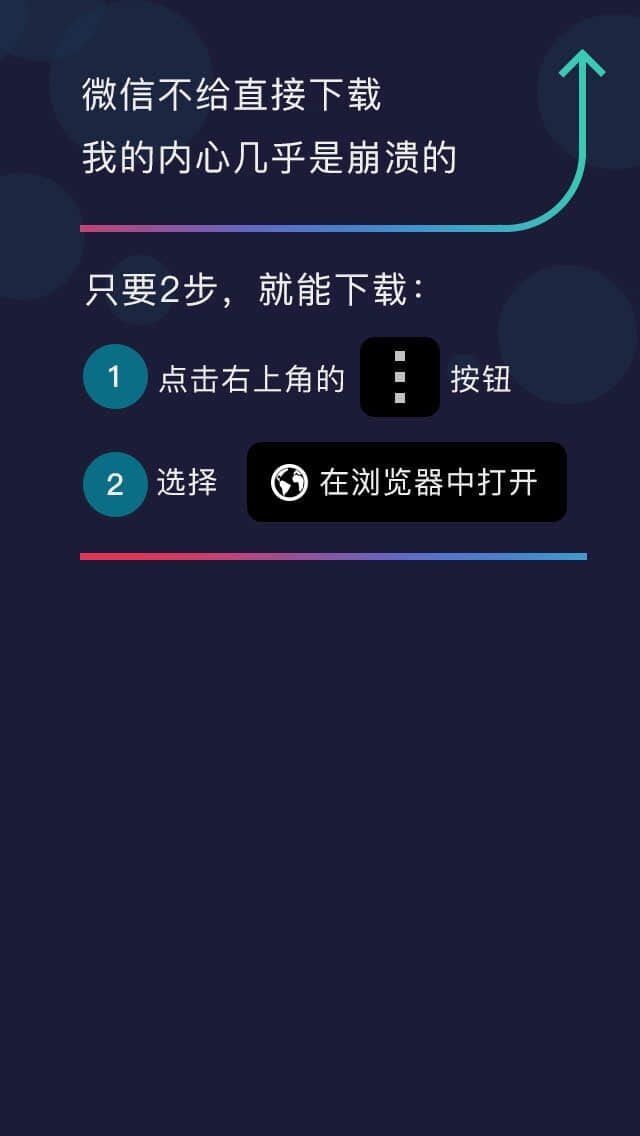 微信不给直接下载
我的内心几乎是崩溃的
只要2步，就能下载：
1 点击右上角的 按钮
2 选择 在浏览器中打开